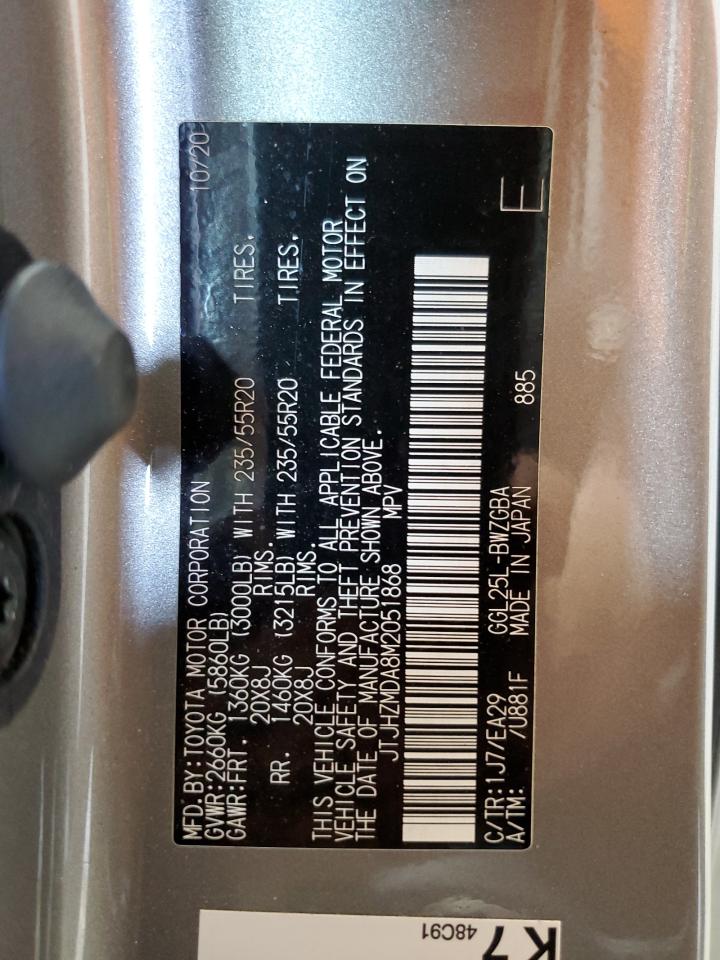 MFD.BY:TOYOTA MOTOR CORPORATION 10/20
GVWR:2660KG (5860LB)
GAWR:FRT. 1360KG (3000LB) WITH 235/55R20 TIRES.
20X8J RIMS.
RR. 1460KG (3215LB) WITH 235/55R20 TIRES.
20X8J RIMS.
THIS VEHICLE CONFORMS TO ALL APPLICABLE FEDERAL MOTOR
VEHICLE SAFETY AND THEFT PREVENTION STANDARDS IN EFFECT ON
THE DATE OF MANUFACTURE SHOWN ABOVE.
JTJHZMDA8M2051868 MPV
C/TR:1J7/EA29 GGL25L-BWZGBA
A/TM: /U881F MADE IN JAPAN 885 E
48C91
K7